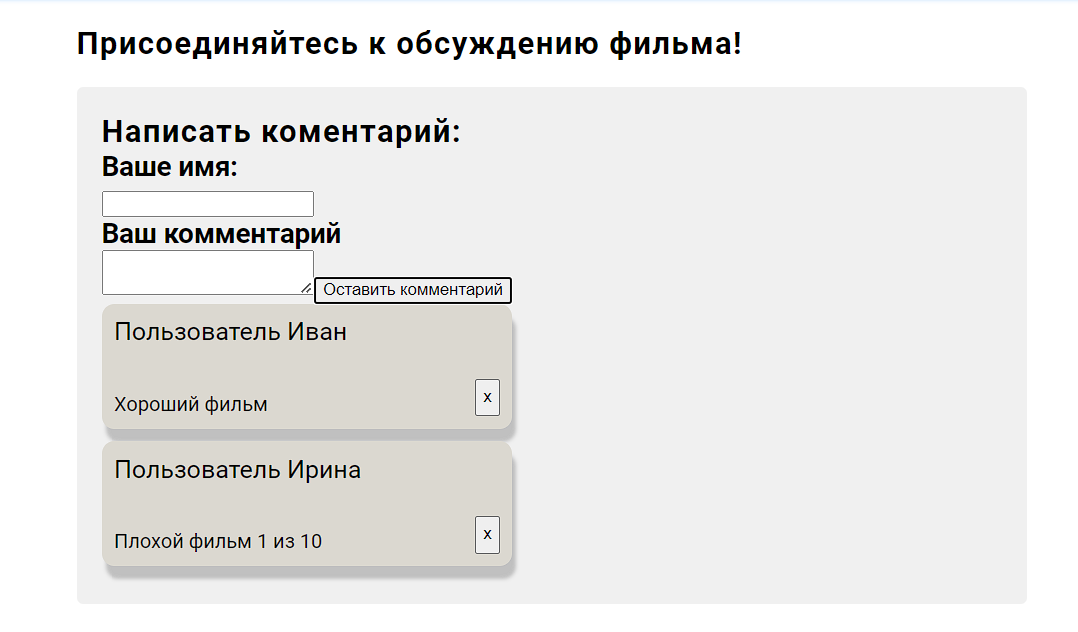 Присоединяйтесь к обсуждению фильма!
Написать коментарий:
Ваше имя:
Ваш комментарий
Оставить комментарий
Пользователь Иван
Хороший фильм
x
Пользователь Ирина
Плохой фильм 1 из 10
x